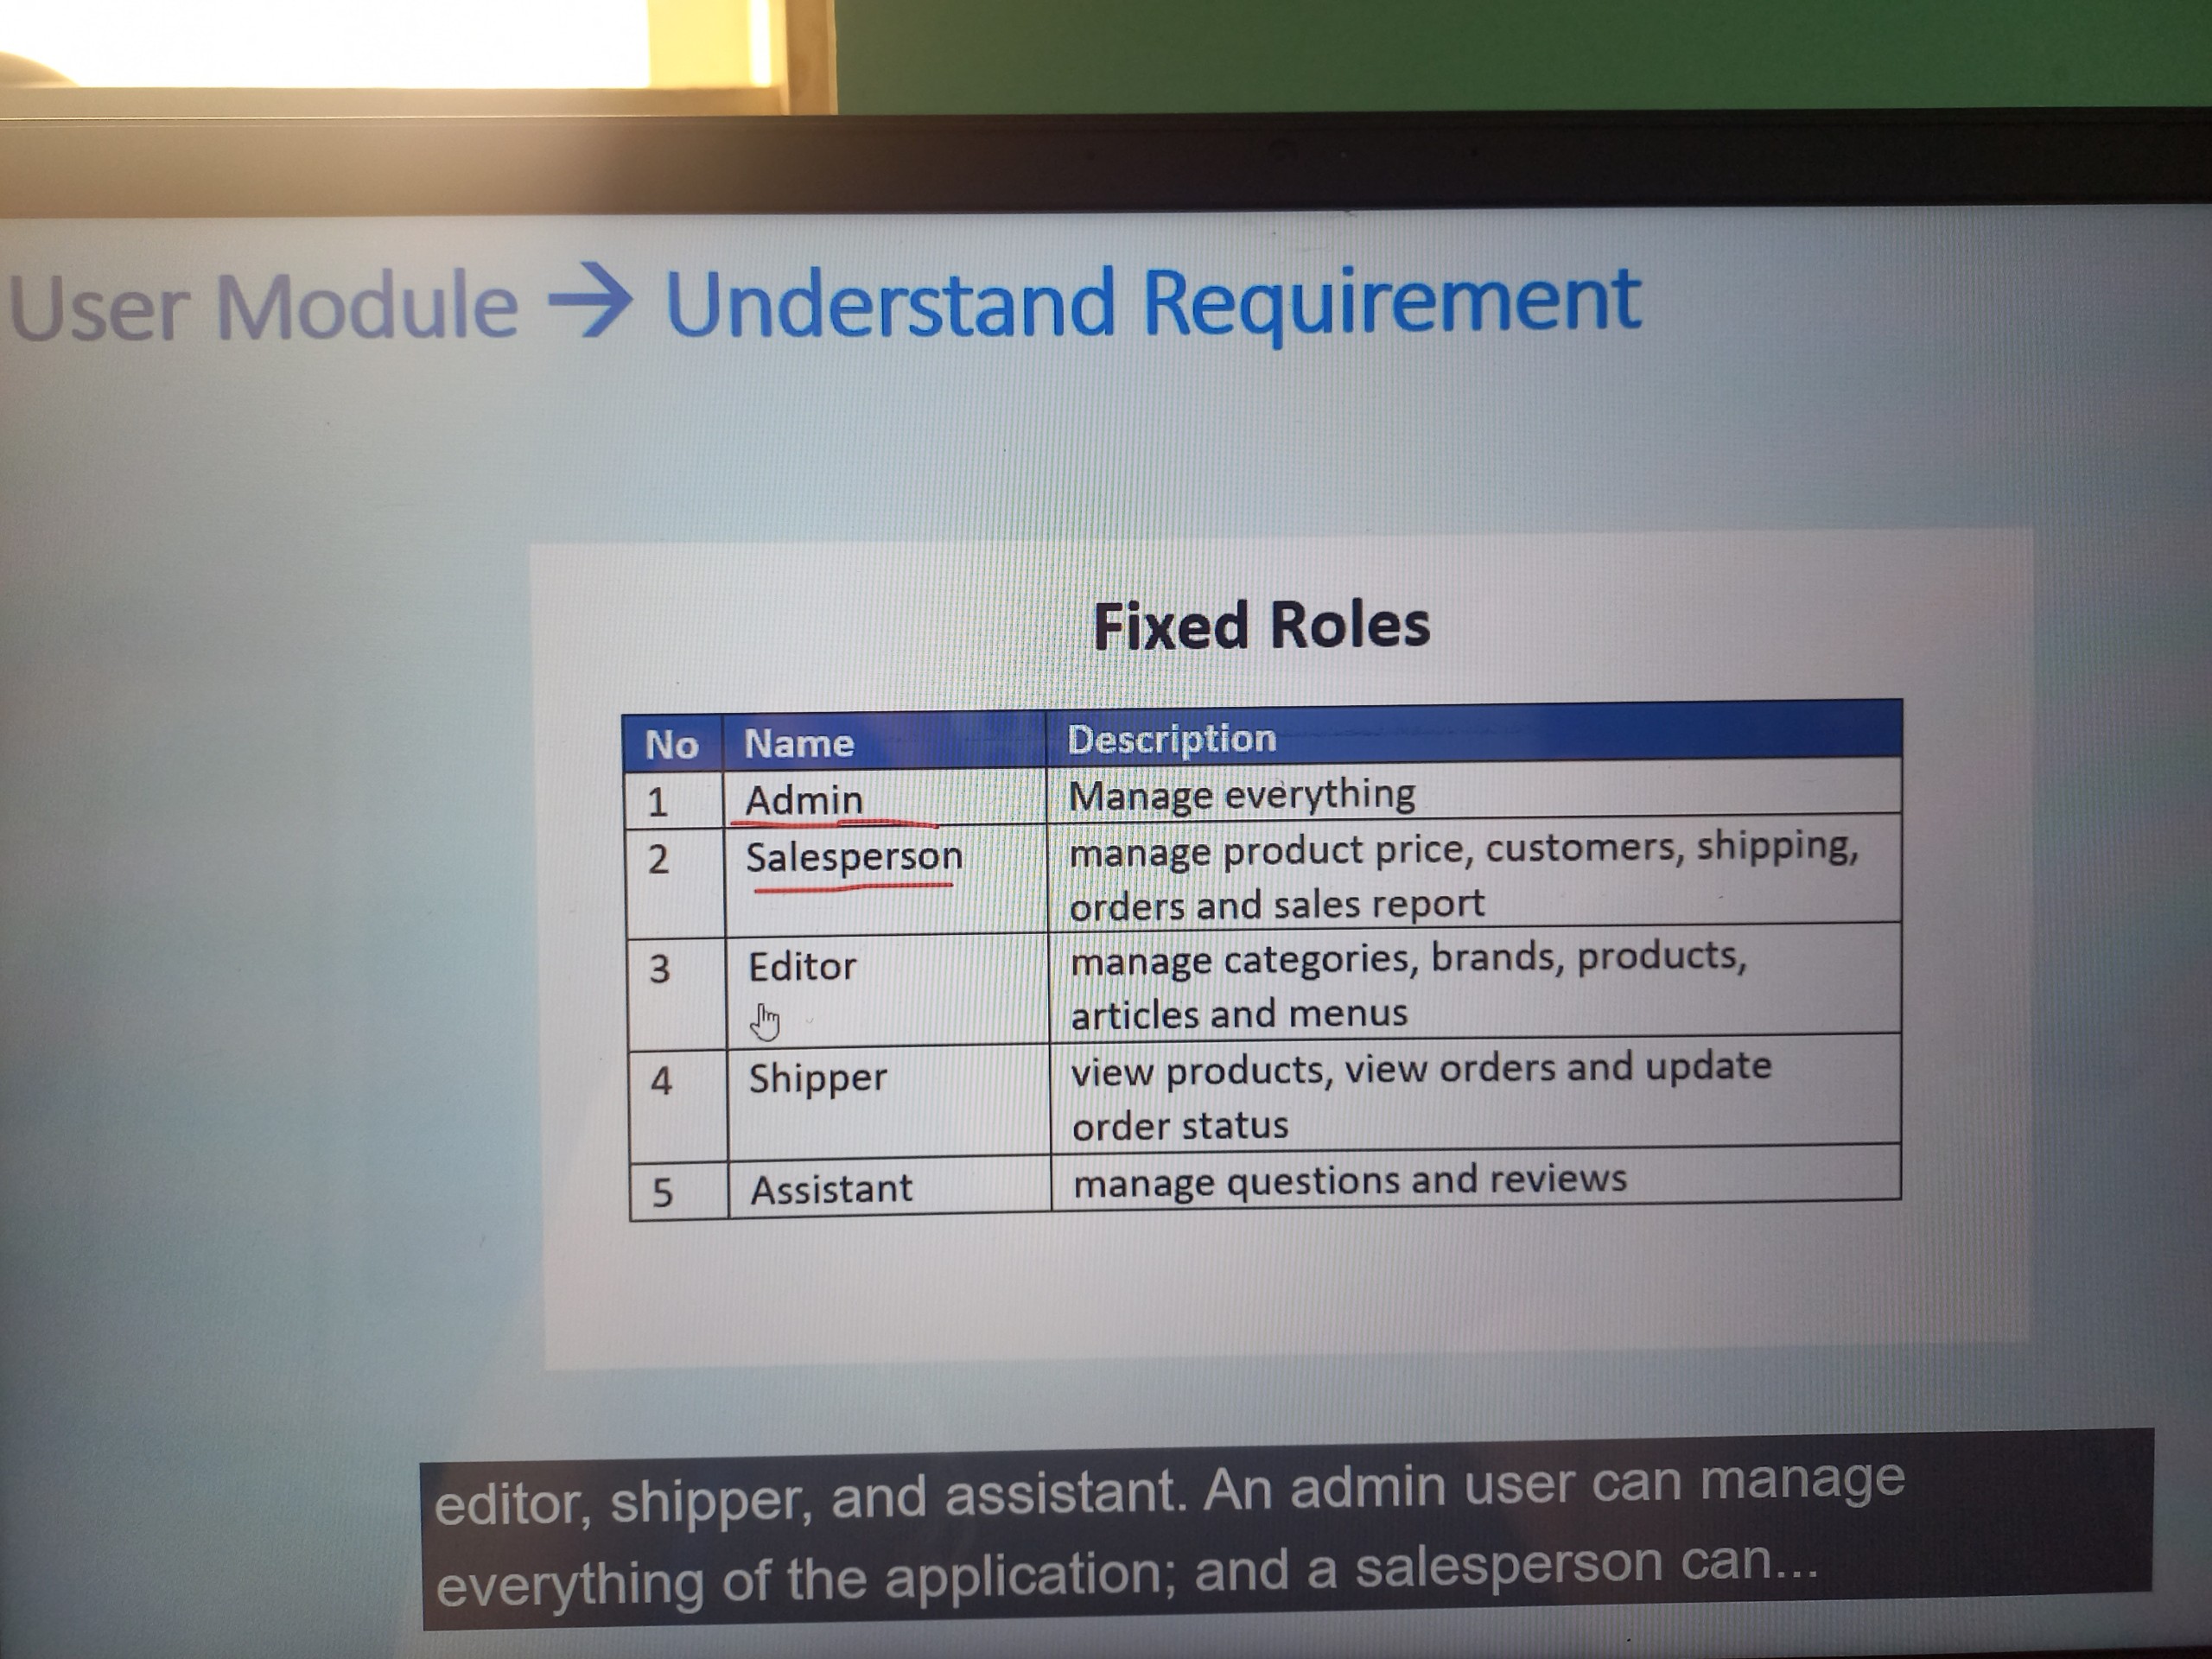 User Module → Understand Requirement
Fixed Roles
No Name Description
1 Admin Manage everything
2 Salesperson manage product price, customers, shipping,
orders and sales report
3 Editor manage categories, brands, products,
articles and menus
4 Shipper view products, view orders and update
order status
5 Assistant manage questions and reviews
editor, shipper, and assistant. An admin user can manage
everything of the application; and a salesperson can...